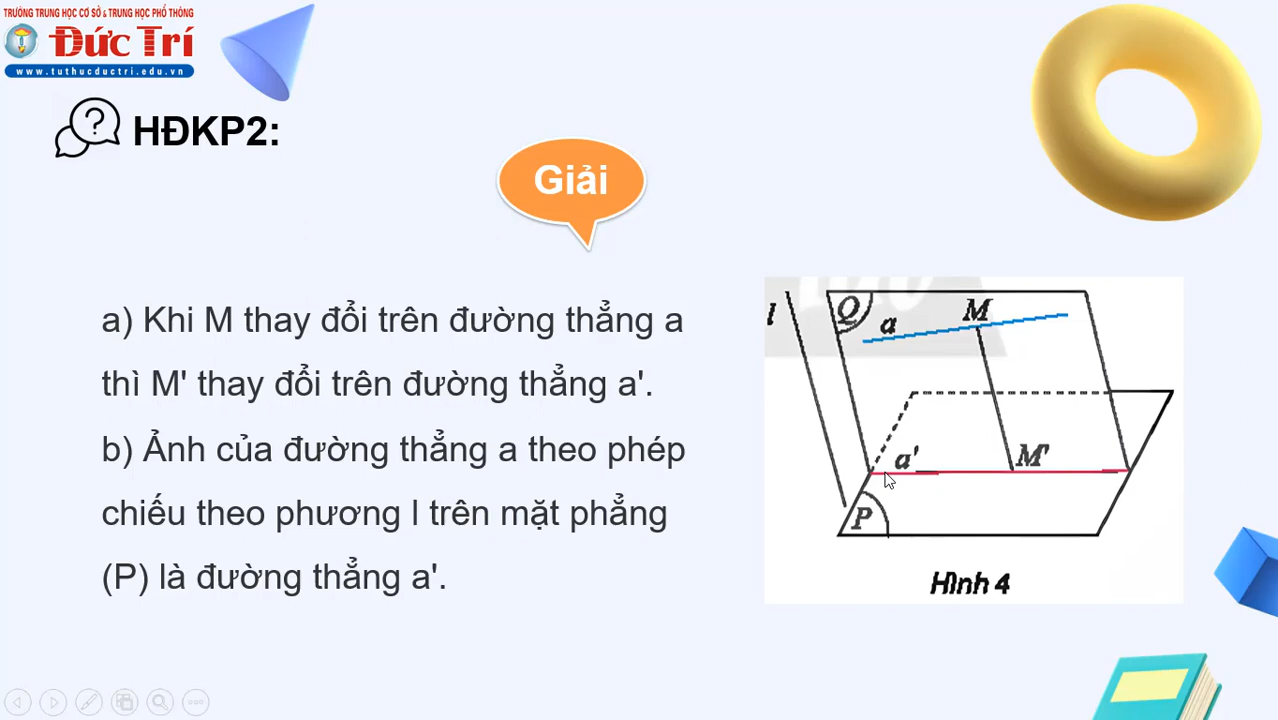 TRƯỜNG TRUNG HỌC CƠ SỞ & TRUNG HỌC PHỔ THÔNG
Đức Trí
www.tuthucductri.edu.vn
HĐKP2:
Giải
a) Khi M thay đổi trên đường thẳng a
thì M' thay đổi trên đường thẳng a'.
b) Ảnh của đường thẳng a theo phép
chiếu theo phương l trên mặt phẳng
(P) là đường thẳng a'.
l
Q
a
M
a'
M'
P
Hình 4